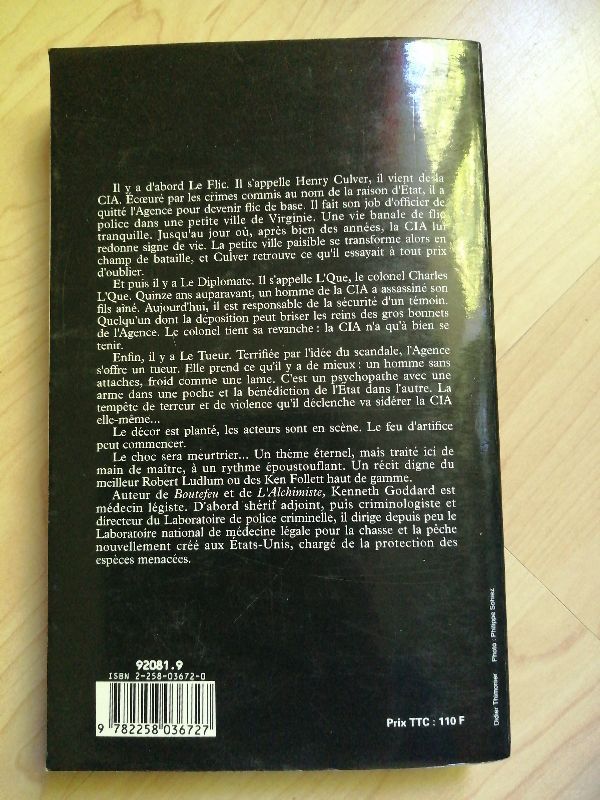 Il y a d'abord Le Flic. Il s'appelle Henry Culver, il vient de la
CIA. Écœuré par les crimes commis au nom de la raison d'État, il a
quitté l'Agence pour devenir flic de base. Il fait son job d'officier de
police dans une petite ville de Virginie. Une vie banale de flic
tranquille. Jusqu'au jour où, après bien des années, la CIA lui
redonne signe de vie. La petite ville paisible se transforme alors en
champ de bataille, et Culver retrouve ce qu'il essayait à tout prix
d'oublier.
Et puis il y a Le Diplomate. Il s'appelle L'Que, le colonel Charles
L'Que. Quinze ans auparavant, un homme de la CIA a assassiné son
fils aîné. Aujourd'hui, il est responsable de la sécurité d'un témoin.
Quelqu'un dont la déposition peut briser les reins des gros bonnets
de l'Agence. Le colonel tient sa revanche : la CIA n'a qu'à bien se
tenir.
Enfin, il y a Le Tueur. Terrifiée par l'idée du scandale, l'Agence
s'offre un tueur. Elle prend ce qu'il y a de mieux : un homme sans
attaches, froid comme une lame. C'est un psychopathe avec une
arme dans une poche et la bénédiction de l'État dans l'autre. La
tempête de terreur et de violence qu'il déclenche va sidérer la CIA
elle-même...
Le décor est planté, les acteurs sont en scène. Le feu d'artifice
peut commencer.
Le choc sera meurtrier... Un thème éternel, mais traité ici de
main de maître, à un rythme époustouflant. Un récit digne du
meilleur Robert Ludlum ou des Ken Follett haut de gamme.
Auteur de Boutefeu et de L'Alchimiste, Kenneth Goddard est
médecin légiste. D'abord shérif adjoint, puis criminologiste et
directeur du Laboratoire de police criminelle, il dirige depuis peu le
Laboratoire national de médecine légale pour la chasse et la pêche
nouvellement créé aux États-Unis, chargé de la protection des
espèces menacées.
92081.9
ISBN 2-258-03672-0
9 782258 036727
Prix TTC : 110 F
Didier Thimonier Photo : Philippe Sohiez